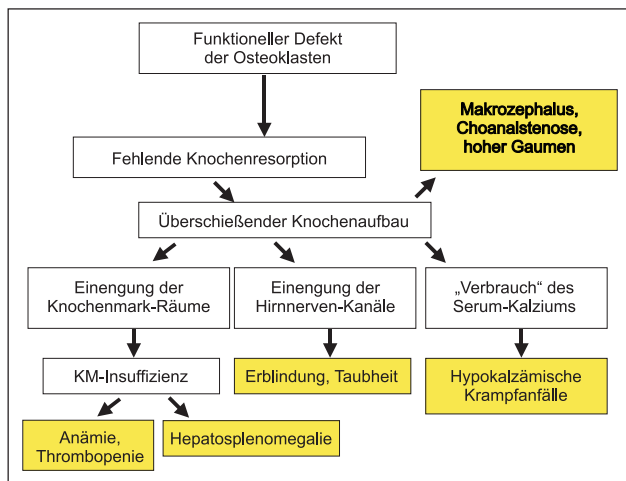 Funktioneller Defekt
der Osteoklasten
Makrozephalus,
Choanalstenose,
hoher Gaumen
Fehlende Knochenresorption
Überschießender Knochenaufbau
Einengung der
Knochenmark-Räume
Einengung der
Hirnnerven-Kanäle
„Verbrauch“ des
Serum-Kalziums
KM-Insuffizienz
Erblindung, Taubheit
Hypokalzämische
Krampfanfälle
Anämie,
Thrombopenie
Hepatosplenomegalie